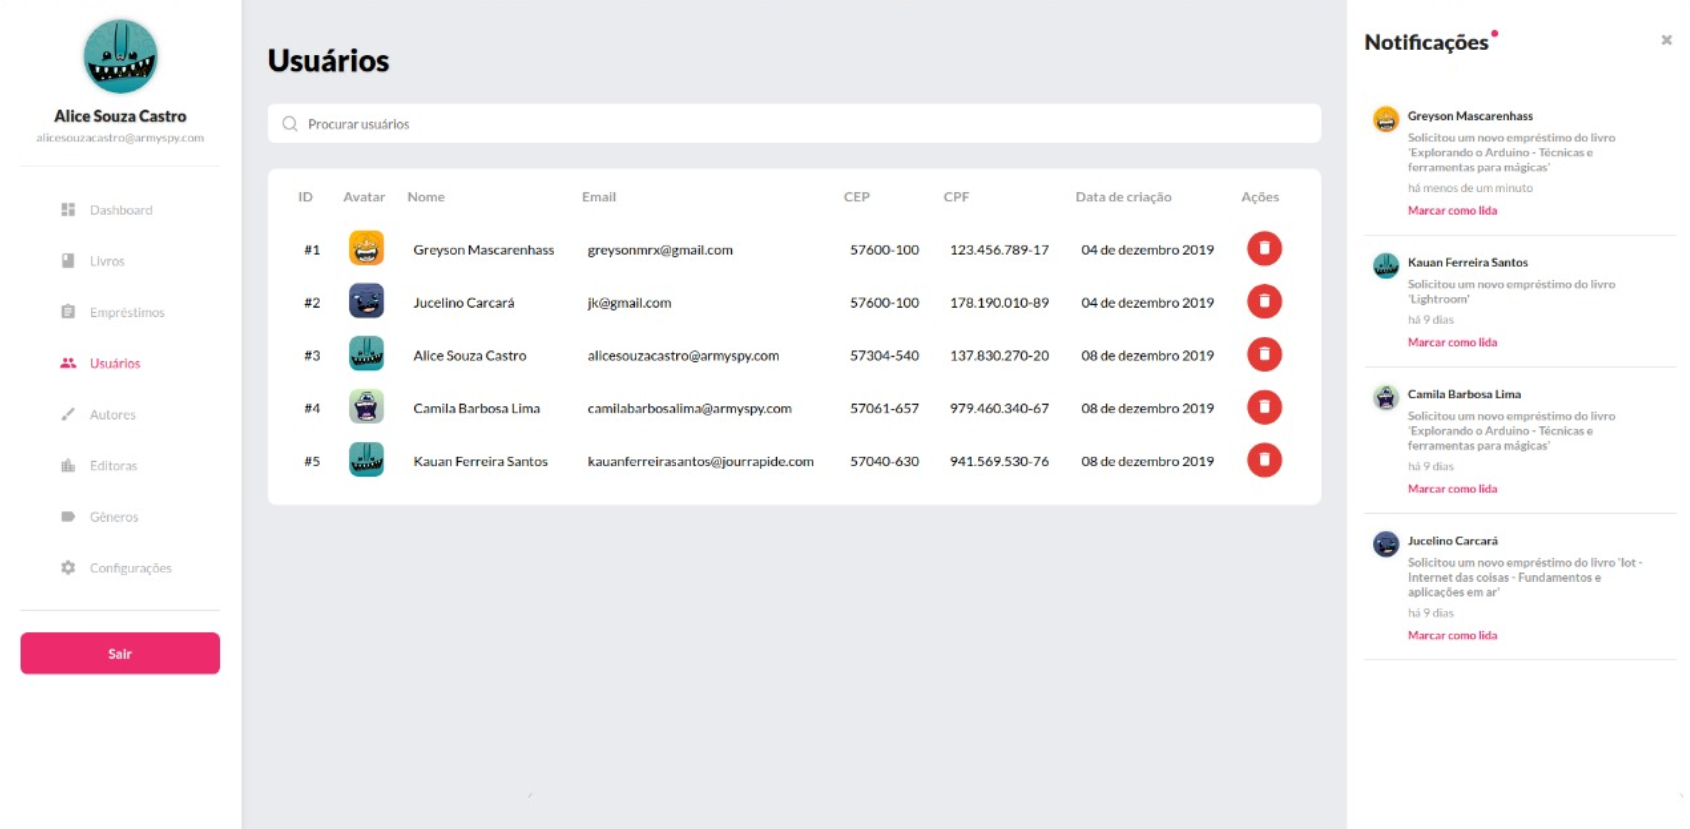 Alice Souza Castro
alicesouzacastro@armyspy.com
Dashboard
Livros
Empréstimos
Usuários
Autores
Editoras
Gêneros
Configurações
Sair
Usuários
Procurar usuários
ID Avatar Nome Email CEP CPF Data de criação Ações
#1 Greyson Mascarenhass greysonmrx@gmail.com 57600-100 123.456.789-17 04 de dezembro 2019
#2 Jucelino Carcará jk@gmail.com 57600-100 178.190.010-89 04 de dezembro 2019
#3 Alice Souza Castro alicesouzacastro@armyspy.com 57304-540 137.830.270-20 08 de dezembro 2019
#4 Camila Barbosa Lima camilabarbosalima@armyspy.com 57061-657 979.460.340-67 08 de dezembro 2019
#5 Kauan Ferreira Santos kauanferreirasantos@jourrapide.com 57040-630 941.569.530-76 08 de dezembro 2019
Notificações
Greyson Mascarenhass
Solicitou um novo empréstimo do livro
'Explorando o Arduino - Técnicas e
ferramentas para mágicas'
há menos de um minuto
Marcar como lida
Kauan Ferreira Santos
Solicitou um novo empréstimo do livro
'Lightroom'
há 9 dias
Marcar como lida
Camila Barbosa Lima
Solicitou um novo empréstimo do livro
'Explorando o Arduino - Técnicas e
ferramentas para mágicas'
há 9 dias
Marcar como lida
Jucelino Carcará
Solicitou um novo empréstimo do livro 'Iot -
Internet das coisas - Fundamentos e
aplicações em ar'
há 9 dias
Marcar como lida